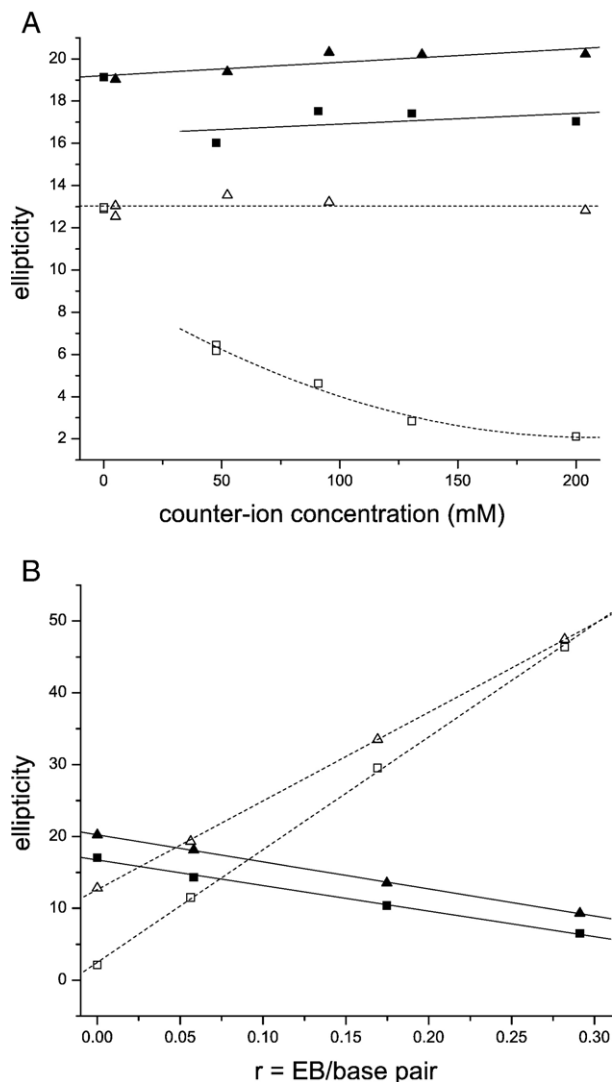 A
20
18
16
14
12
10
8
6
4
2
ellipticity
0 50 100 150 200
counter-ion concentration (mM)
B
50
40
30
20
10
0
ellipticity
0.00 0.05 0.10 0.15 0.20 0.25 0.30
r = EB/base pair